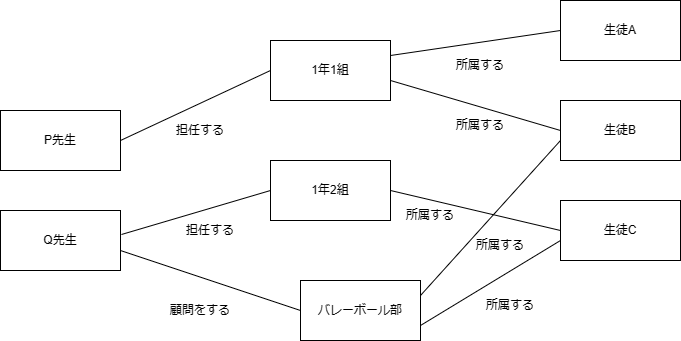 生徒A
1年1組
所属する
P先生
担任する
所属する
生徒B
1年2組
Q先生
担任する
所属する
所属する
生徒C
顧問をする
バレーボール部
所属する